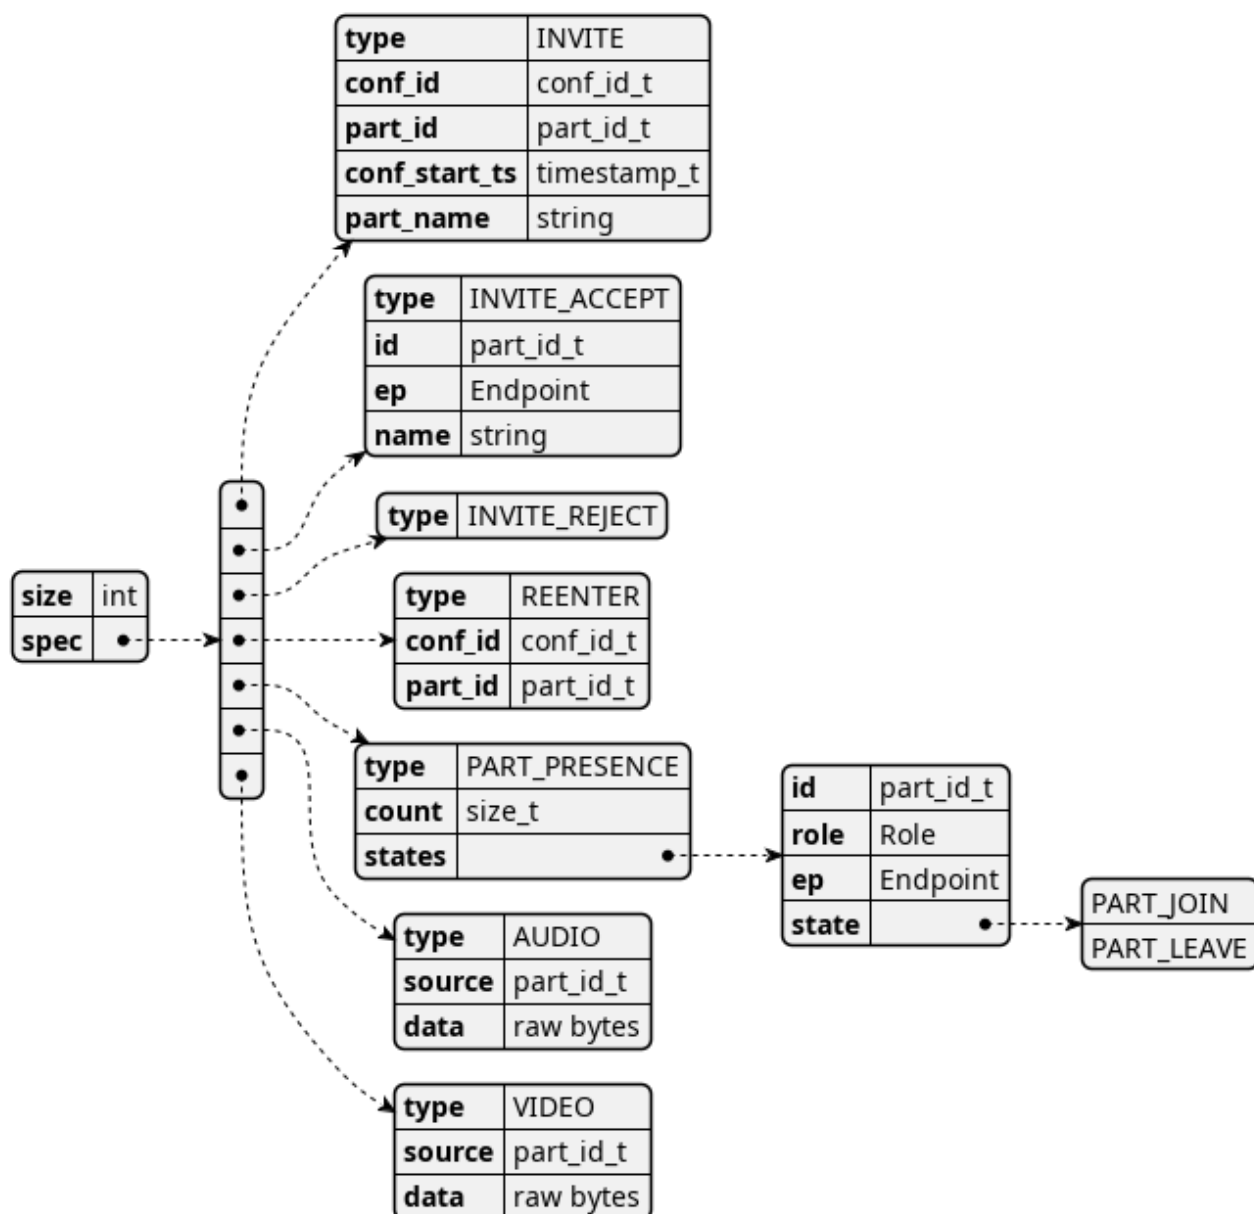 type INVITE
conf_id conf_id_t
part_id part_id_t
conf_start_ts timestamp_t
part_name string
type INVITE_ACCEPT
id part_id_t
ep Endpoint
name string
type INVITE_REJECT
size int
spec
type REENTER
conf_id conf_id_t
part_id part_id_t
type PART_PRESENCE
count size_t
states
id part_id_t
role Role
ep Endpoint
state
PART_JOIN
PART_LEAVE
type AUDIO
source part_id_t
data raw bytes
type VIDEO
source part_id_t
data raw bytes